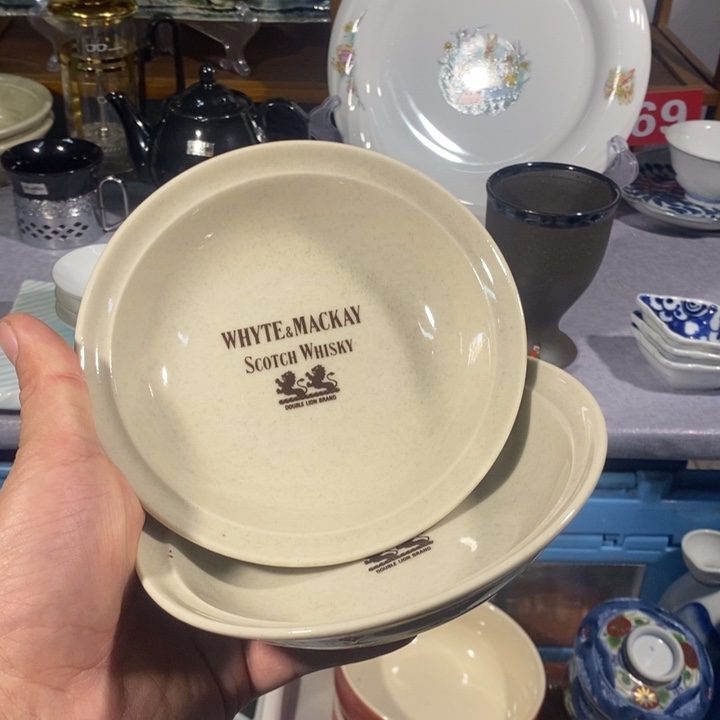 WHYTE & MACKAY
SCOTCH WHISKY
DOUBLE LION BRAND
DOUBLE LION BRAND
69